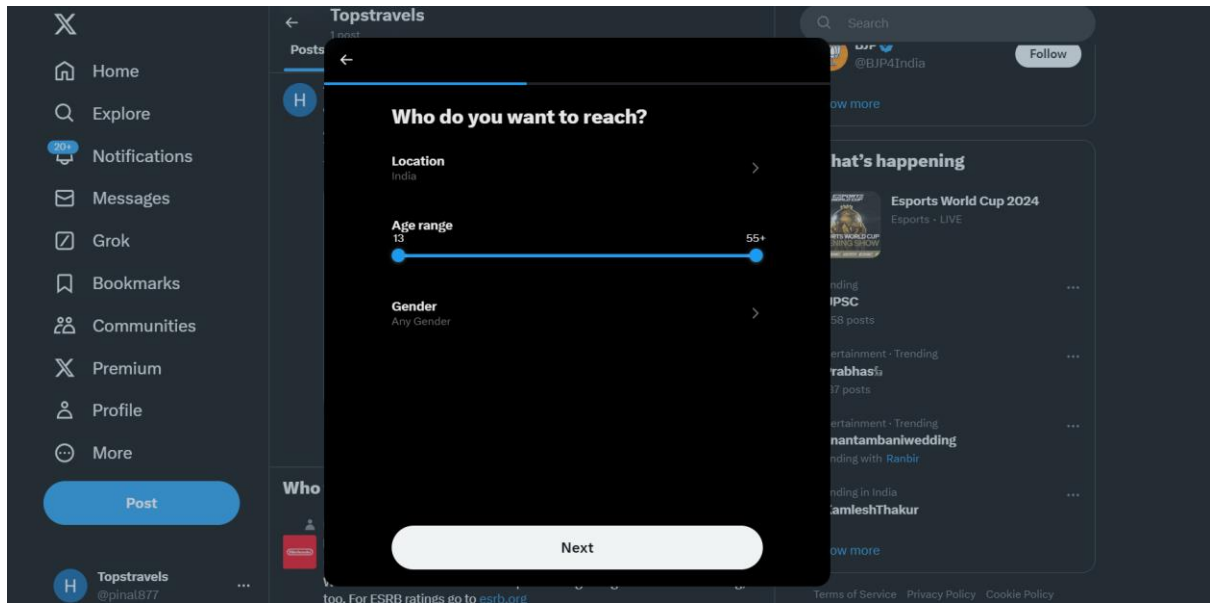 Home
Explore
20+
Notifications
Messages
Grok
Bookmarks
Communities
Premium
Profile
More
Post
Topstravels
@pinal877
Topstravels
1 post
Posts
H
Who do you want to reach?
Location
India
Age range
13
55+
Gender
Any Gender
Next
Who
too. For ESRB ratings go to esrb.org
Search
BJP
@BJP4India
Follow
ow more
hat's happening
Esports World Cup 2024
Esports · LIVE
nding
JPSC
58 posts
ertainment · Trending
rabhas
37 posts
ertainment · Trending
nantambaniwedding
nding with Ranbir
nding in India
amleshThakur
ow more
Terms of Service Privacy Policy Cookie Policy